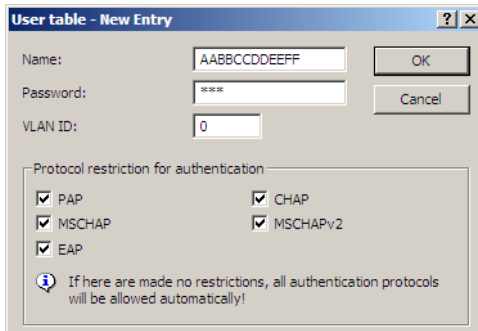 User table - New Entry
Name: AABBCCDDEEFF OK
Password: *** Cancel
VLAN ID: 0
Protocol restriction for authentication
PAP CHAP
MSCHAP MSCHAPv2
EAP
If here are made no restrictions, all authentication protocols
will be allowed automatically!